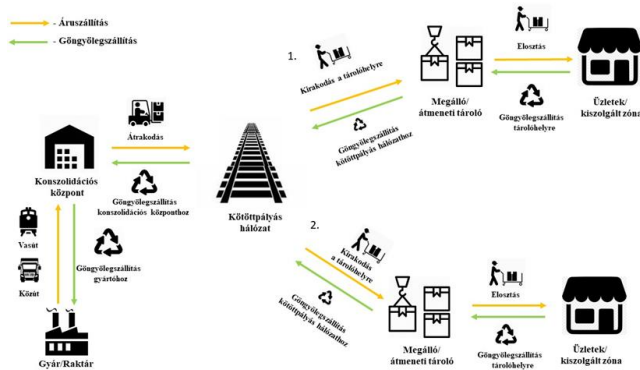 - Áruszállítás
- Göngyölegszállítás
1.
Kirakodás a tárolóhelyre
Göngyölegszállítás
kötöttpályás hálózathoz
Megálló/
átmeneti tároló
Elosztás
Göngyölegszállítás
tárolóhelyre
Üzletek/
kiszolgált zóna
Átrakodás
Göngyölegszállítás
konszolidációs központhoz
Konszolidációs
központ
Kötöttpályás
hálózat
Vasút
Közút
Göngyölegszállítás
gyártóhoz
Gyár/Raktár
2.
Kirakodás
a tárolóhelyre
Göngyölegszállítás
kötöttpályás hálózathoz
Megálló/
átmeneti tároló
Elosztás
Göngyölegszállítás
tárolóhelyre
Üzletek/
kiszolgált zóna